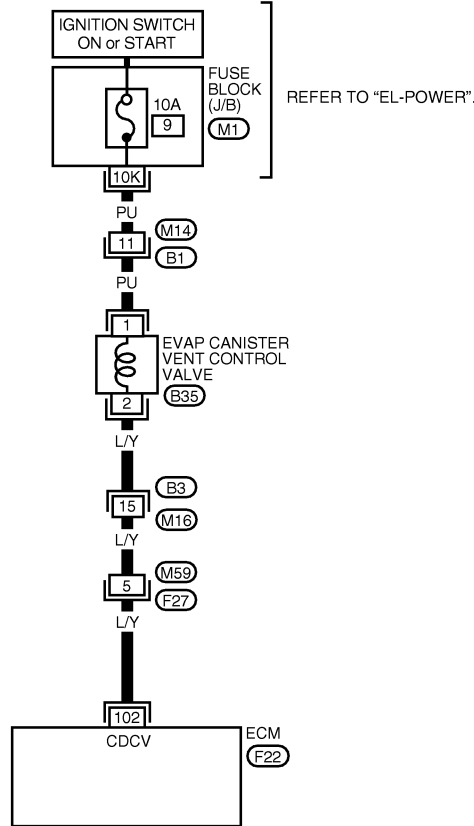 IGNITION SWITCH
ON or START
FUSE
BLOCK
(J/B)
M1
10A
9
REFER TO "EL-POWER".
10K
PU
M14
11
B1
PU
1
EVAP CANISTER
VENT CONTROL
VALVE
B35
2
L/Y
B3
15
M16
L/Y
M59
5
F27
L/Y
102
CDCV
ECM
F22